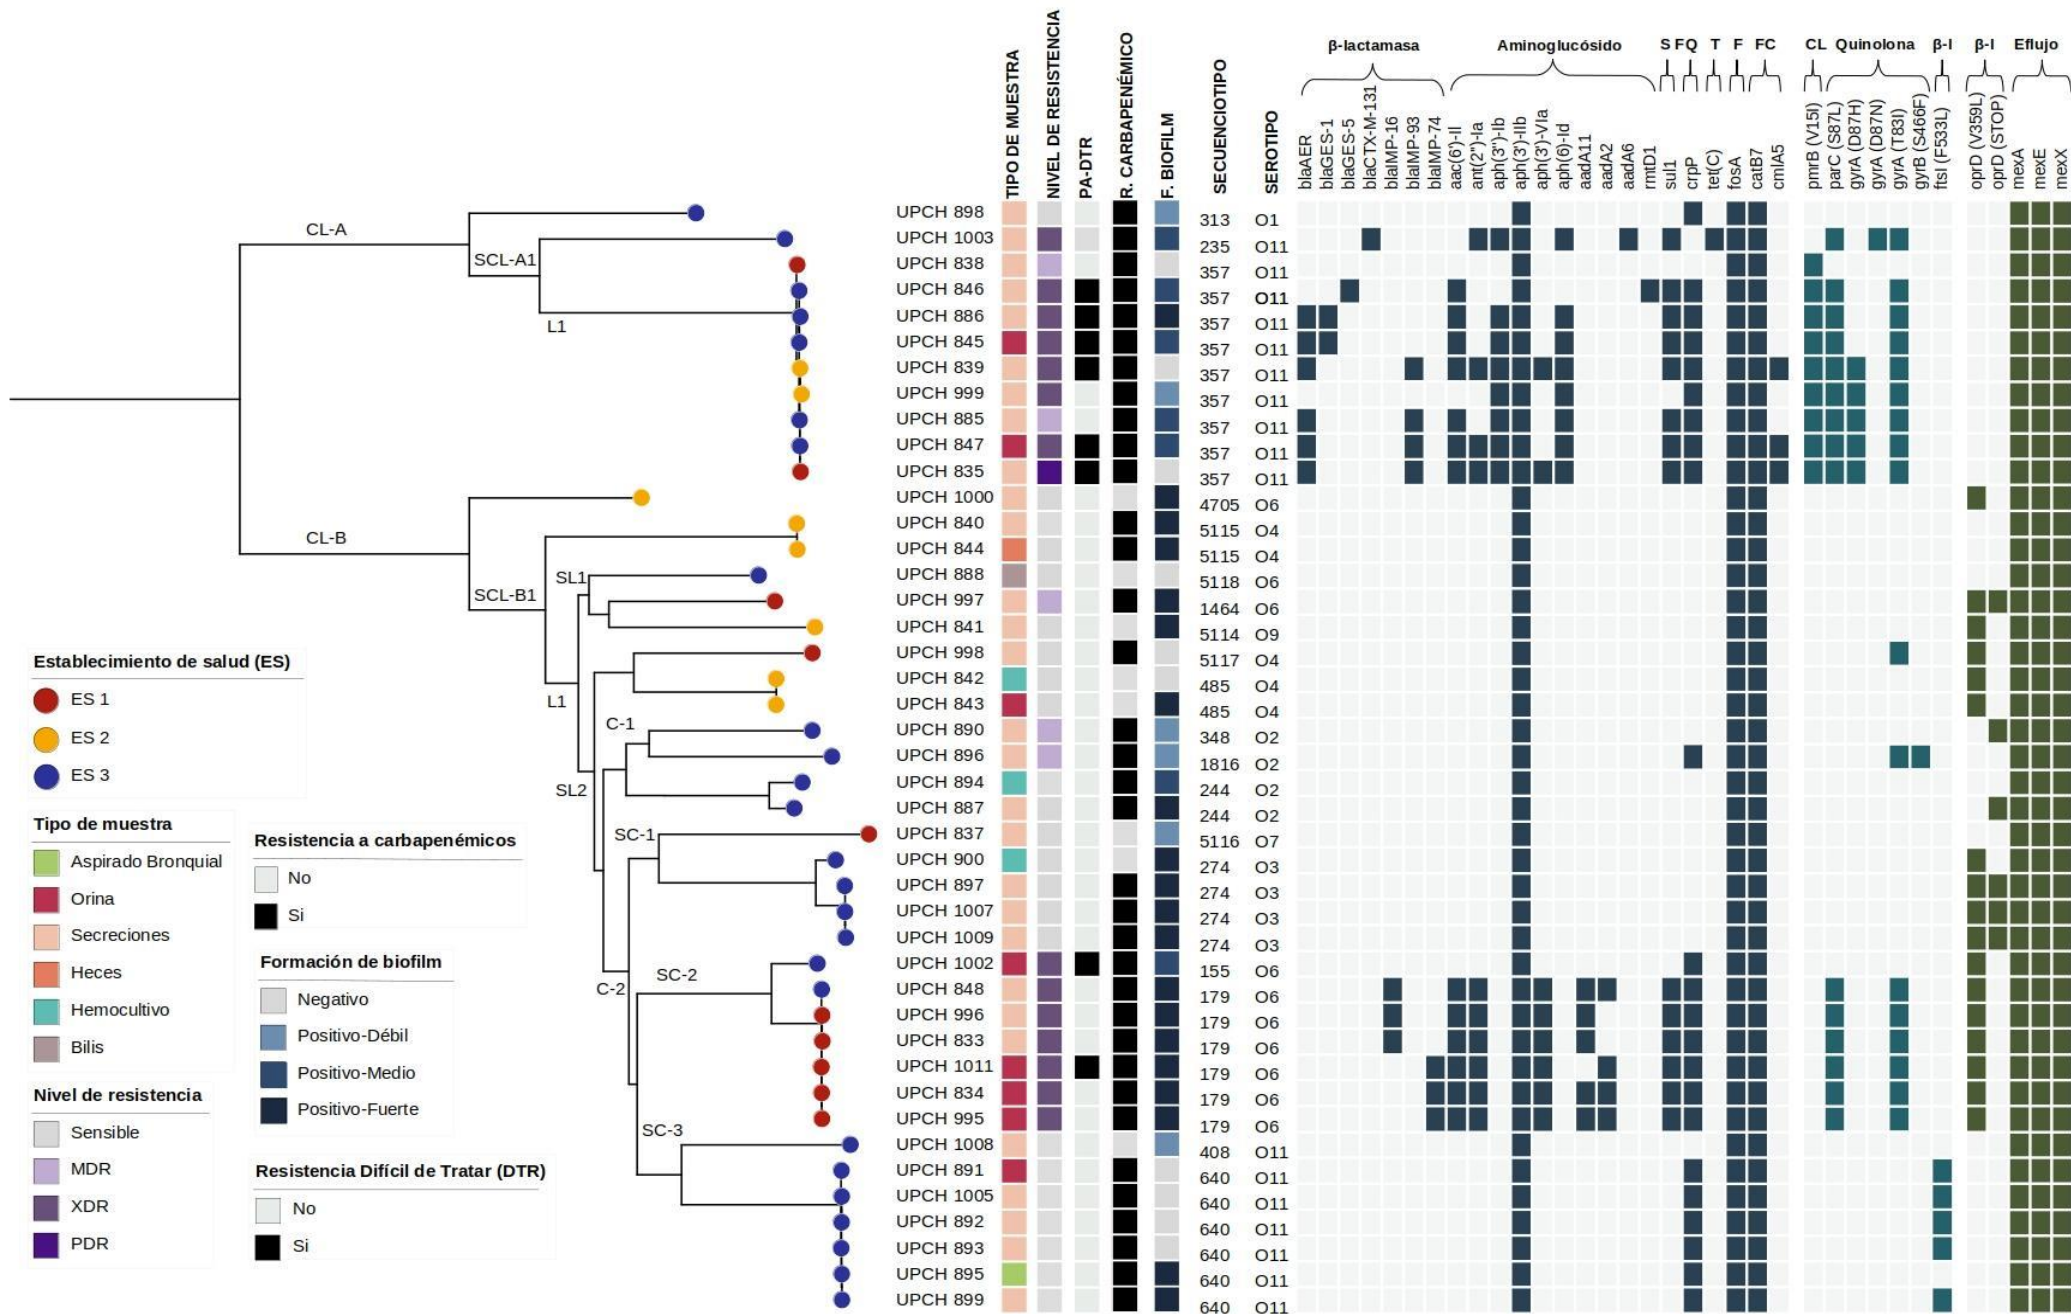 β-lactamasa Aminoglucósido S FQ T F FC CL Quinolona β-l β-l Eflujo
TIPO DE MUESTRA
NIVEL DE RESISTENCIA
PA-DTR
R. CARBAPENÉMICO
F. BIOFILM
SECUENCIOTIPO
SEROTIPO
blaAER
blaGES-1
blaGES-5
blaCTX-M-131
blaIMP-16
blaIMP-93
blaIMP-74
aac(6')-Il
ant(2'')-Ia
aph(3'')-Ib
aph(3')-IIb
aph(3')-VIa
aph(6)-Id
aadA11
aadA2
aadA6
rmtD1
sul1
crpP
tet(C)
fosA
catB7
cmlA5
pmrB (V15I)
parC (S87L)
gyrA (D87H)
gyrA (D87N)
gyrA (T83I)
gyrB (S466F)
ftsI (F533L)
oprD (V359L)
oprD (STOP)
mexA
mexE
mexX
UPCH 898 313 O1
UPCH 1003 235 O11
UPCH 838 357 O11
UPCH 846 357 O11
UPCH 886 357 O11
UPCH 845 357 O11
UPCH 839 357 O11
UPCH 999 357 O11
UPCH 885 357 O11
UPCH 847 357 O11
UPCH 835 357 O11
UPCH 1000 4705 O6
UPCH 840 5115 O4
UPCH 844 5115 O4
UPCH 888 5118 O6
UPCH 997 1464 O6
UPCH 841 5114 O9
UPCH 998 5117 O4
UPCH 842 485 O4
UPCH 843 485 O4
UPCH 890 348 O2
UPCH 896 1816 O2
UPCH 894 244 O2
UPCH 887 244 O2
UPCH 837 5116 O7
UPCH 900 274 O3
UPCH 897 274 O3
UPCH 1007 274 O3
UPCH 1009 274 O3
UPCH 1002 155 O6
UPCH 848 179 O6
UPCH 996 179 O6
UPCH 833 179 O6
UPCH 1011 179 O6
UPCH 834 179 O6
UPCH 995 179 O6
UPCH 1008 408 O11
UPCH 891 640 O11
UPCH 1005 640 O11
UPCH 892 640 O11
UPCH 893 640 O11
UPCH 895 640 O11
UPCH 899 640 O11
CL-A
SCL-A1
L1
CL-B
SCL-B1
SL1
L1
C-1
SL2
SC-1
C-2
SC-2
SC-3
Establecimiento de salud (ES)
ES 1
ES 2
ES 3
Tipo de muestra
Aspirado Bronquial
Orina
Secreciones
Heces
Hemocultivo
Bilis
Nivel de resistencia
Sensible
MDR
XDR
PDR
Resistencia a carbapenémicos
No
Si
Formación de biofilm
Negativo
Positivo-Débil
Positivo-Medio
Positivo-Fuerte
Resistencia Difícil de Tratar (DTR)
No
Si